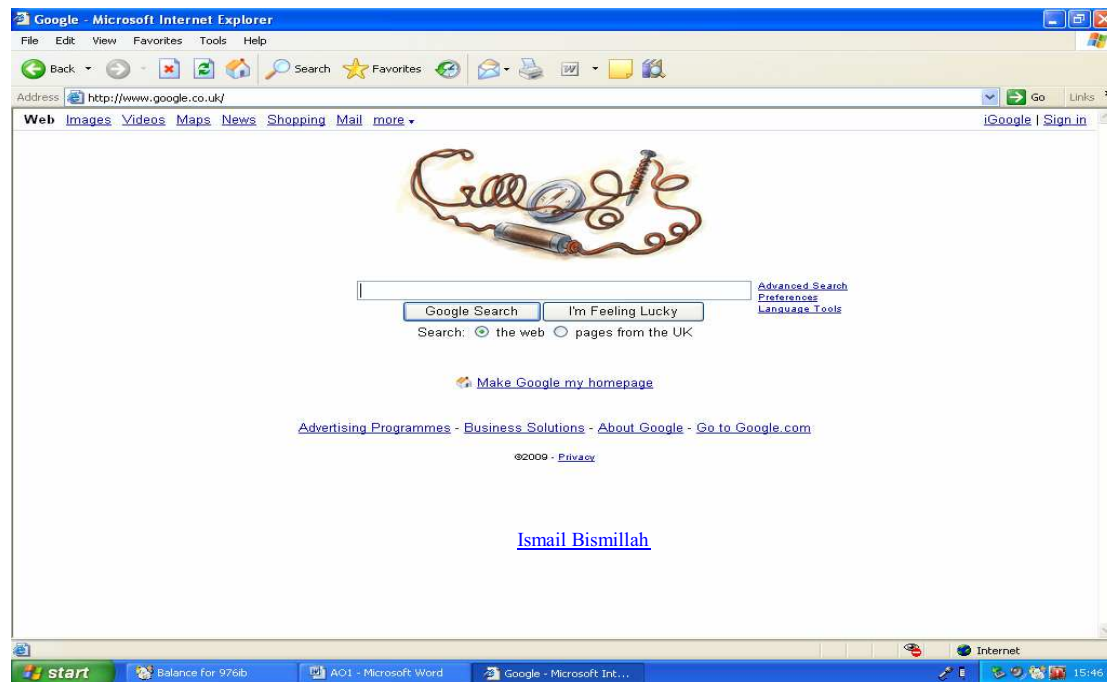 Google - Microsoft Internet Explorer
File Edit View Favorites Tools Help
Back Search Favorites
Address http://www.google.co.uk/ Go Links
Web Images Videos Maps News Shopping Mail more iGoogle | Sign in
Google
Advanced Search
Preferences
Language Tools
Google Search I'm Feeling Lucky
Search: the web pages from the UK
Make Google my homepage
Advertising Programmes - Business Solutions - About Google - Go to Google.com
©2009 - Privacy
Ismail Bismillah
Internet
start Balance for 976ib AO1 - Microsoft Word Google - Microsoft Int... 15:46